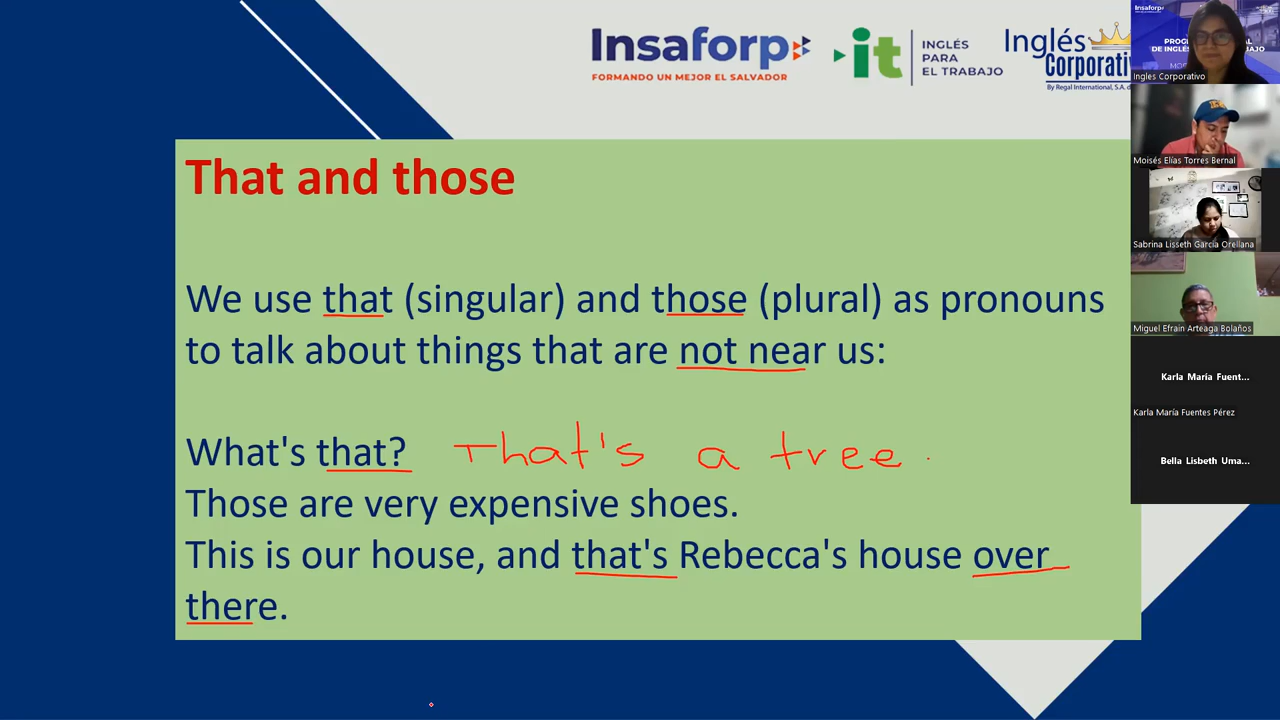 Insaforp
FORMANDO UN MEJOR EL SALVADOR
it
INGLÉS
PARA
EL TRABAJO
Inglés
Corporativ
By Regal International, S.A. d
That and those
We use that (singular) and those (plural) as pronouns
to talk about things that are not near us:
What's that? That's a tree.
Those are very expensive shoes.
This is our house, and that's Rebecca's house over
there.
Insaforp
Ingles Corporativo
Moisés Elías Torres Bernal
Sabrina Lisseth García Orellana
Miguel Efrain Arteaga Bolaños
Karla María Fuent...
Karla María Fuentes Pérez
Bella Lisbeth Uma...